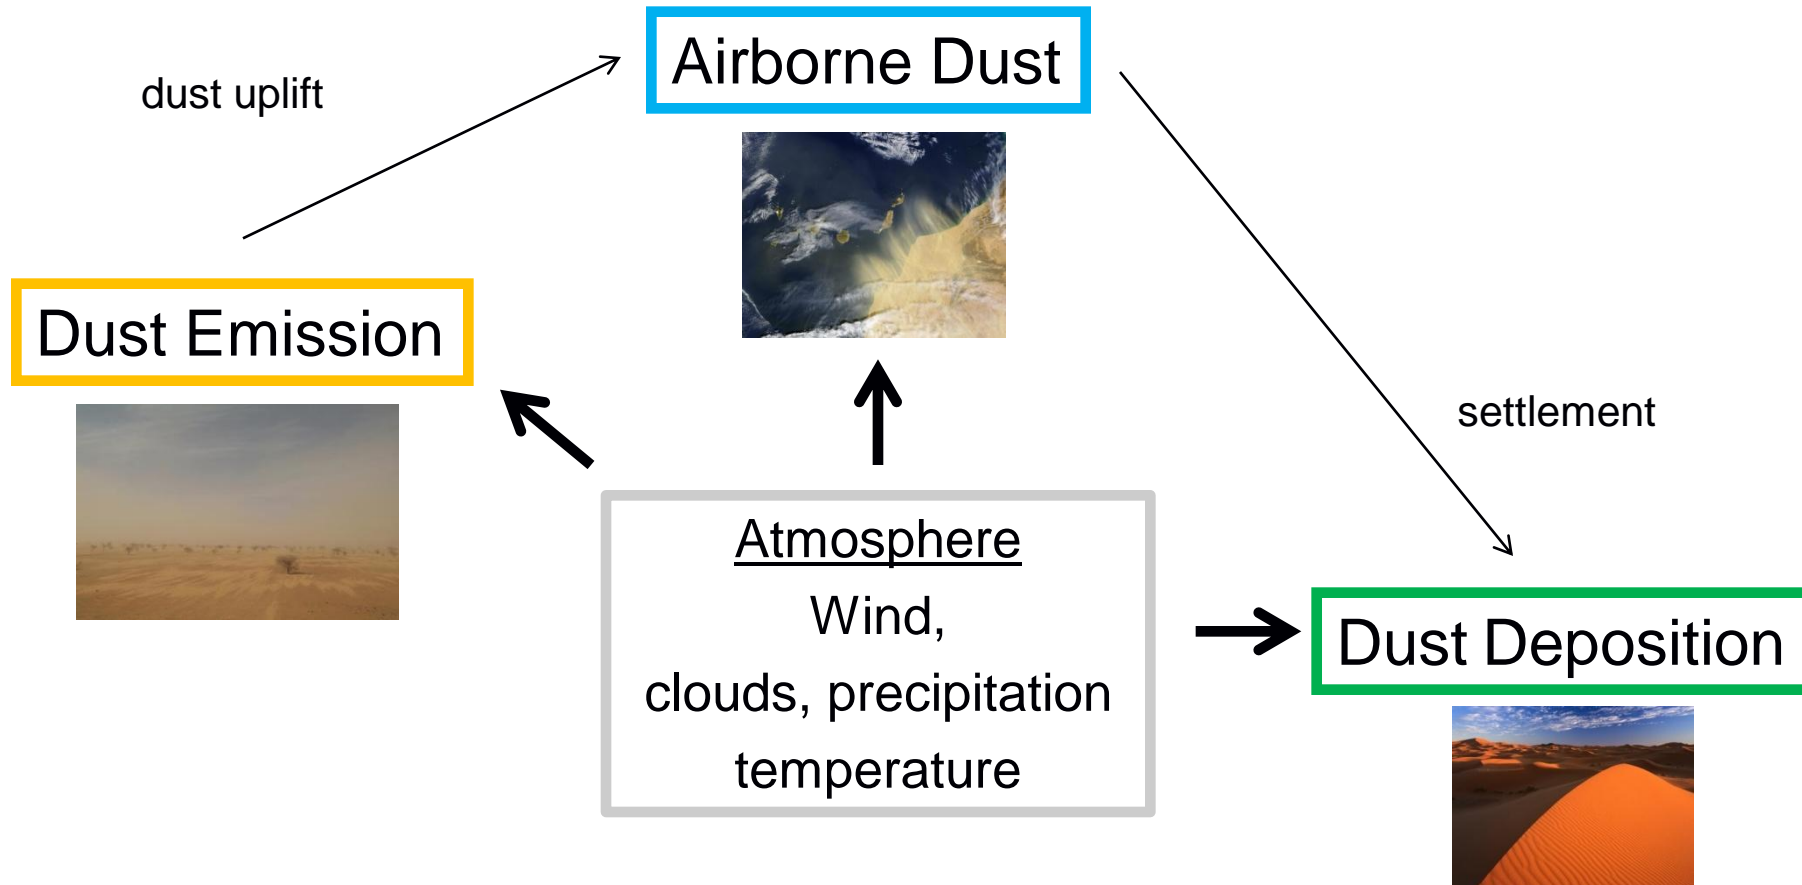 Airborne Dust
dust uplift
Dust Emission
settlement
Atmosphere
Wind,
clouds, precipitation
temperature
Dust Deposition